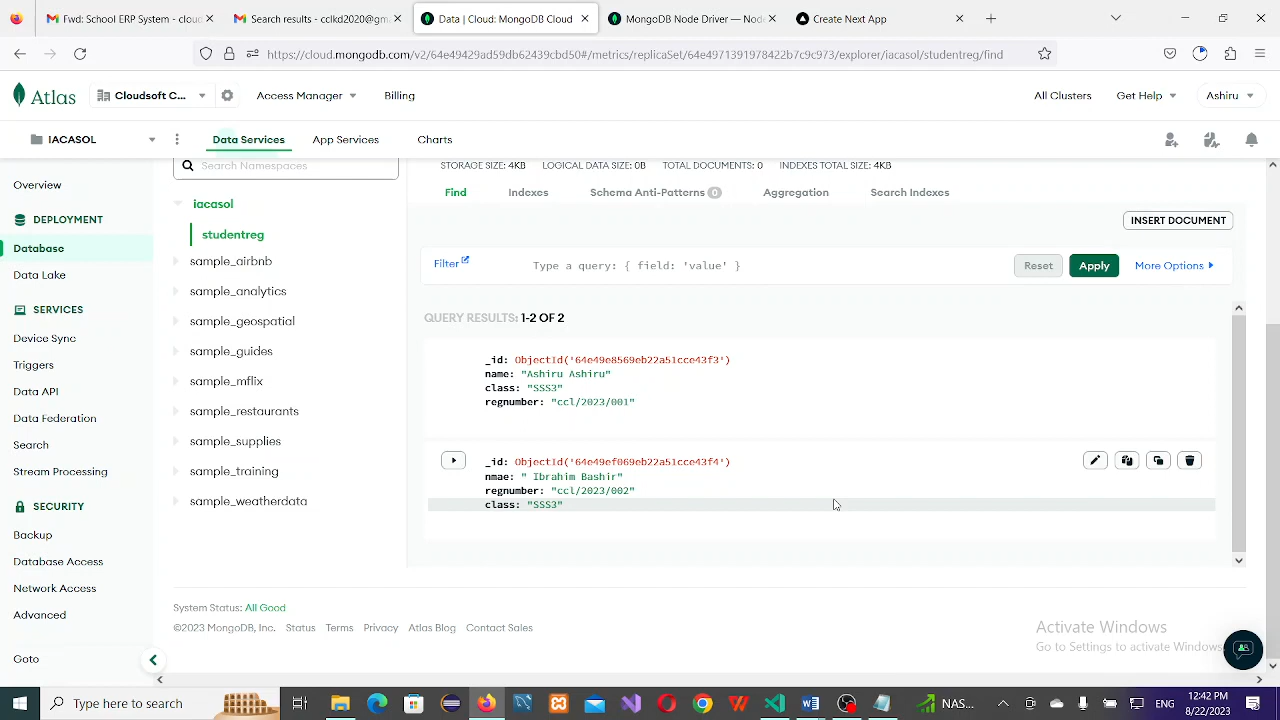 Fwd: School ERP System - clou
Gmail - clklkd2020@gm
Data | Cloud: MongoDB Cloud
MongoDB Node Driver — Node
Create Next App
https://cloud.mongodb.com/v2/64e49429ad59db62439cbd50#/metrics/replicaSet/64e4971391978422b7c9c973/explorer/iacasol/studentreg/find
Atlas
Cloudsoft C...
Access Manager
Billing
All Clusters
Get Help
Ashiru
IACASOL
Data Services
App Services
Charts
Overview
DEPLOYMENT
Database
Data Lake
SERVICES
Device Sync
Triggers
Data API
Data Federation
Search
Stream Processing
SECURITY
Backup
Database Access
Network Access
Advanced
Goto
Search Namespaces
iacasol
studentreg
sample_airbnb
sample_analytics
sample_geospatial
sample_guides
sample_mflix
sample_restaurants
sample_supplies
sample_training
sample_weatherdata
STORAGE SIZE: 4KB LOGICAL DATA SIZE: 0B TOTAL DOCUMENTS: 0 INDEXES TOTAL SIZE: 4KB
Find Indexes Schema Anti-Patterns 0 Aggregation Search Indexes
INSERT DOCUMENT
Filter Type a query: { field: 'value' } Reset Apply More Options
QUERY RESULTS: 1-2 OF 2
_id: ObjectId('64e49e8569eb22a51cce43f3')
name: "Ashiru Ashiru"
class: "SSS3"
regnumber: "ccl/2023/001"
_id: ObjectId('64e49ef069eb22a51cce43f4')
nmae: " Ibrahim Bashir"
regnumber: "ccl/2023/002"
class: "SSS3"
System Status: All Good
©2023 MongoDB, Inc. Status Terms Privacy Atlas Blog Contact Sales
Activate Windows
Go to Settings to activate Windows.
Type here to search
NAS...
ENG
12:42 PM
8/22/2023